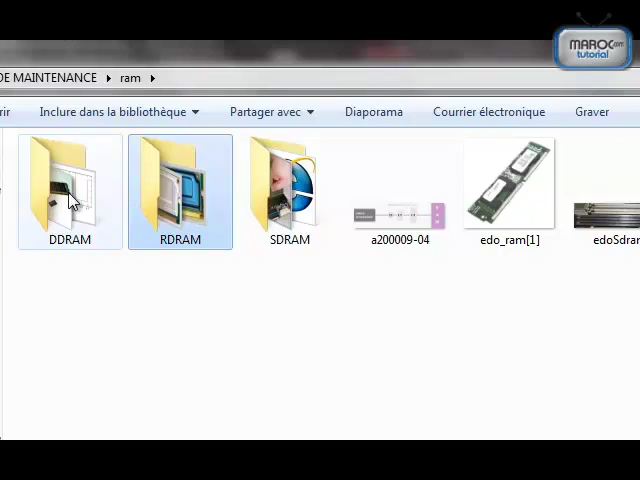 MAROC.com
tutorial
DE MAINTENANCE ▸ ram ▸
rir Inclure dans la bibliothèque Partager avec Diaporama Courrier électronique Graver
DDRAM RDRAM SDRAM a200009-04 edo_ram[1] edoSdram